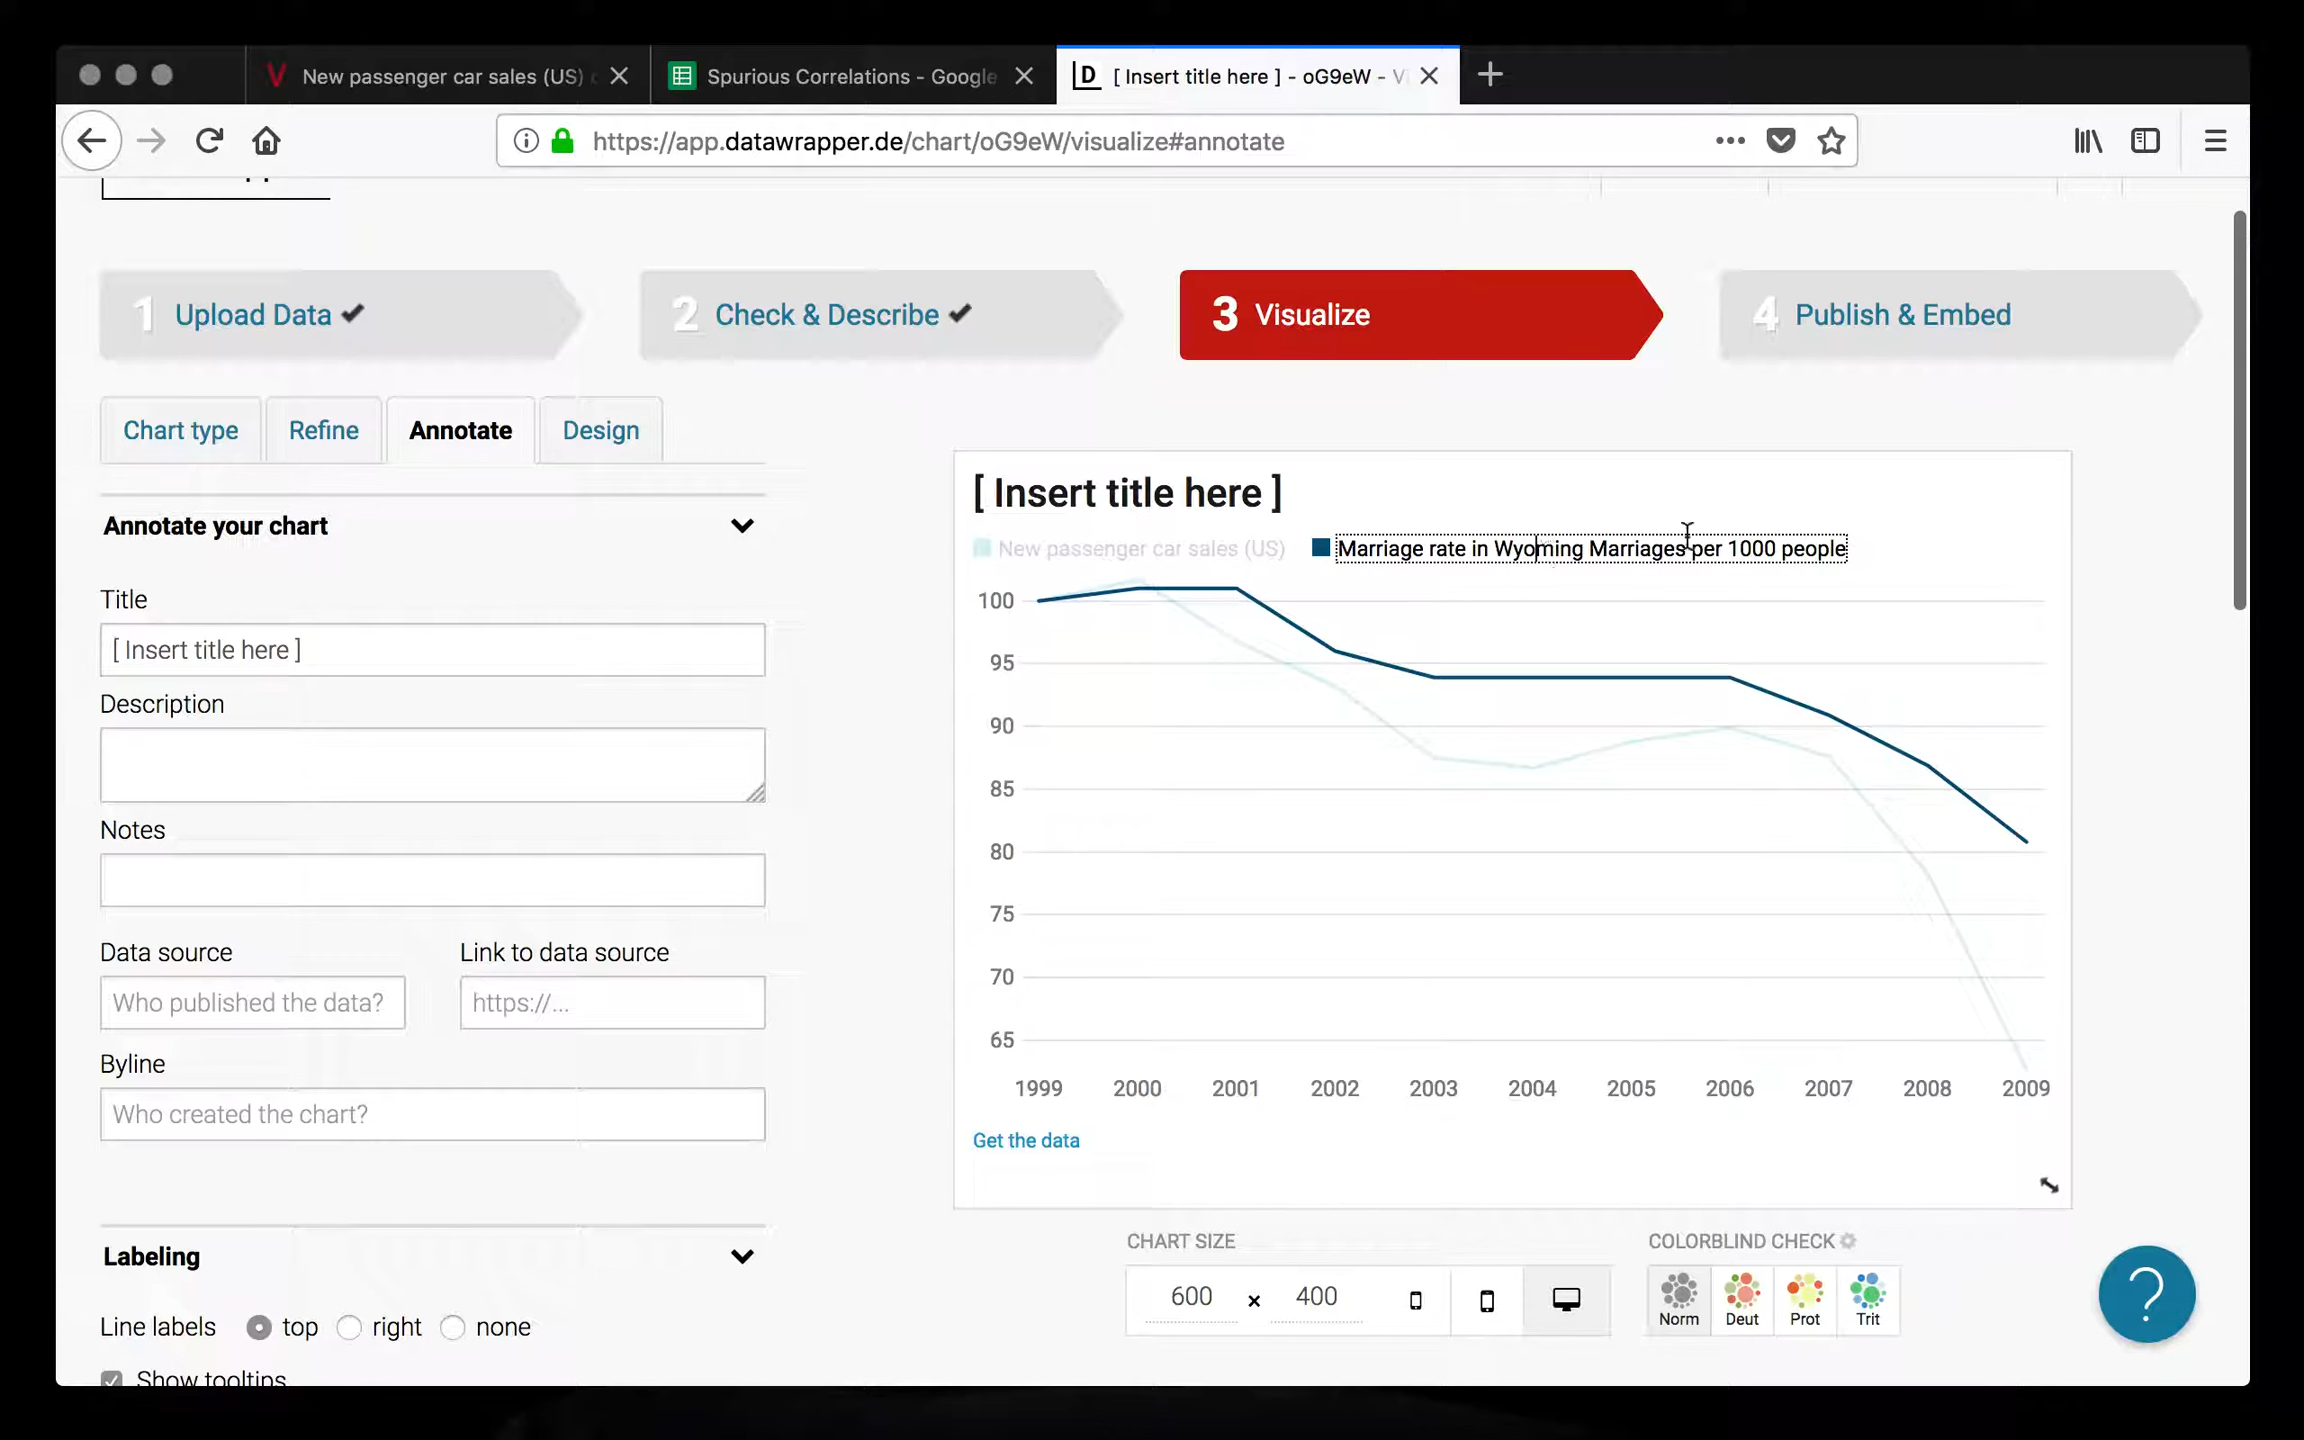 New passenger car sales (US)
Spurious Correlations - Google
[ Insert title here ] - oG9eW - V
https://app.datawrapper.de/chart/oG9eW/visualize#annotate
1 Upload Data
2 Check & Describe
3 Visualize
4 Publish & Embed
Chart type
Refine
Annotate
Design
Annotate your chart
Title
[ Insert title here ]
Description
Notes
Data source
Link to data source
Who published the data?
https://...
Byline
Who created the chart?
Labeling
Line labels
top
right
none
Show tooltips
[ Insert title here ]
New passenger car sales (US)
Marriage rate in Wyoming Marriages per 1000 people
100
95
90
85
80
75
70
65
1999 2000 2001 2002 2003 2004 2005 2006 2007 2008 2009
Get the data
CHART SIZE
600 × 400
COLORBLIND CHECK
Norm
Deut
Prot
Trit
?